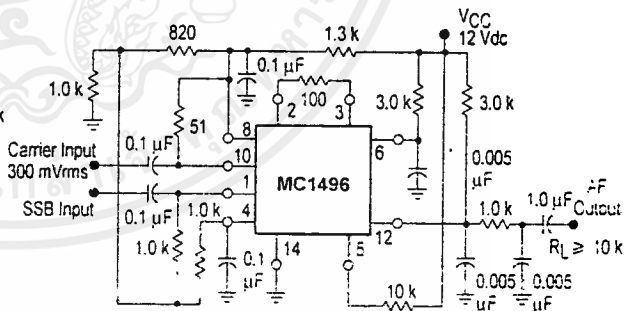 820
1.3 k
VCC
12 Vdc
1.0 k
0.1 µF
100
3.0 k
3.0 k
2
3
51
8
6
Carrier Input
300 mVrms
0.1 µF
10
0.005
µF
MC1496
SSB Input
1
1.0 µF
Output
0.1 µF
1.0 k
4
12
1.0 k
RL ≥ 10 k
1.0 k
0.1
µF
14
5
10 k
0.005
µF
0.005
µF